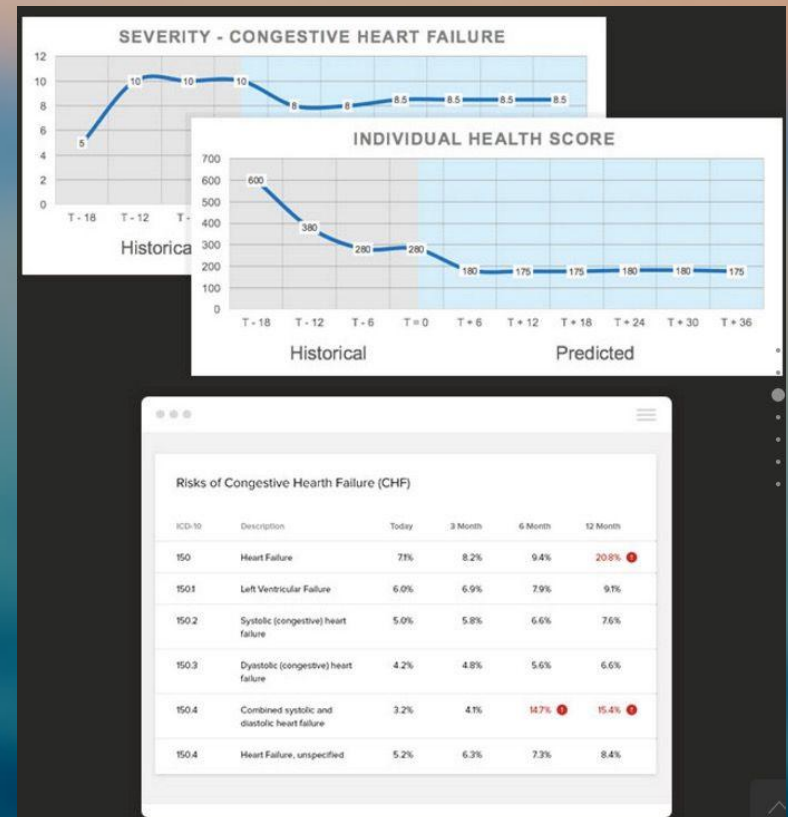 SEVERITY - CONGESTIVE HEART FAILURE
12
10
8
6
4
2
0
5
10
10
10
8
8
8.5
8.5
8.5
8.5
T - 18 T - 12 T -
Historica
INDIVIDUAL HEALTH SCORE
700
600
500
400
300
200
100
0
600
380
280
280
180
175
175
180
180
175
T - 18 T - 12 T - 6 T = 0 T + 6 T + 12 T + 18 T + 24 T + 30 T + 36
Historical Predicted
Risks of Congestive Hearth Failure (CHF)
ICD-10 Description Today 3 Month 6 Month 12 Month
150 Heart Failure 7.1% 8.2% 9.4% 20.8% !
150.1 Left Ventricular Failure 6.0% 6.9% 7.9% 9.1%
150.2 Systolic (congestive) heart 5.0% 5.8% 6.6% 7.6%
failure
150.3 Dyastolic (congestive) heart 4.2% 4.8% 5.6% 6.6%
failure
150.4 Combined systolic and 3.2% 4.1% 14.7% ! 15.4% !
diastolic heart failure
150.4 Heart Failure, unspecified 5.2% 6.3% 7.3% 8.4%